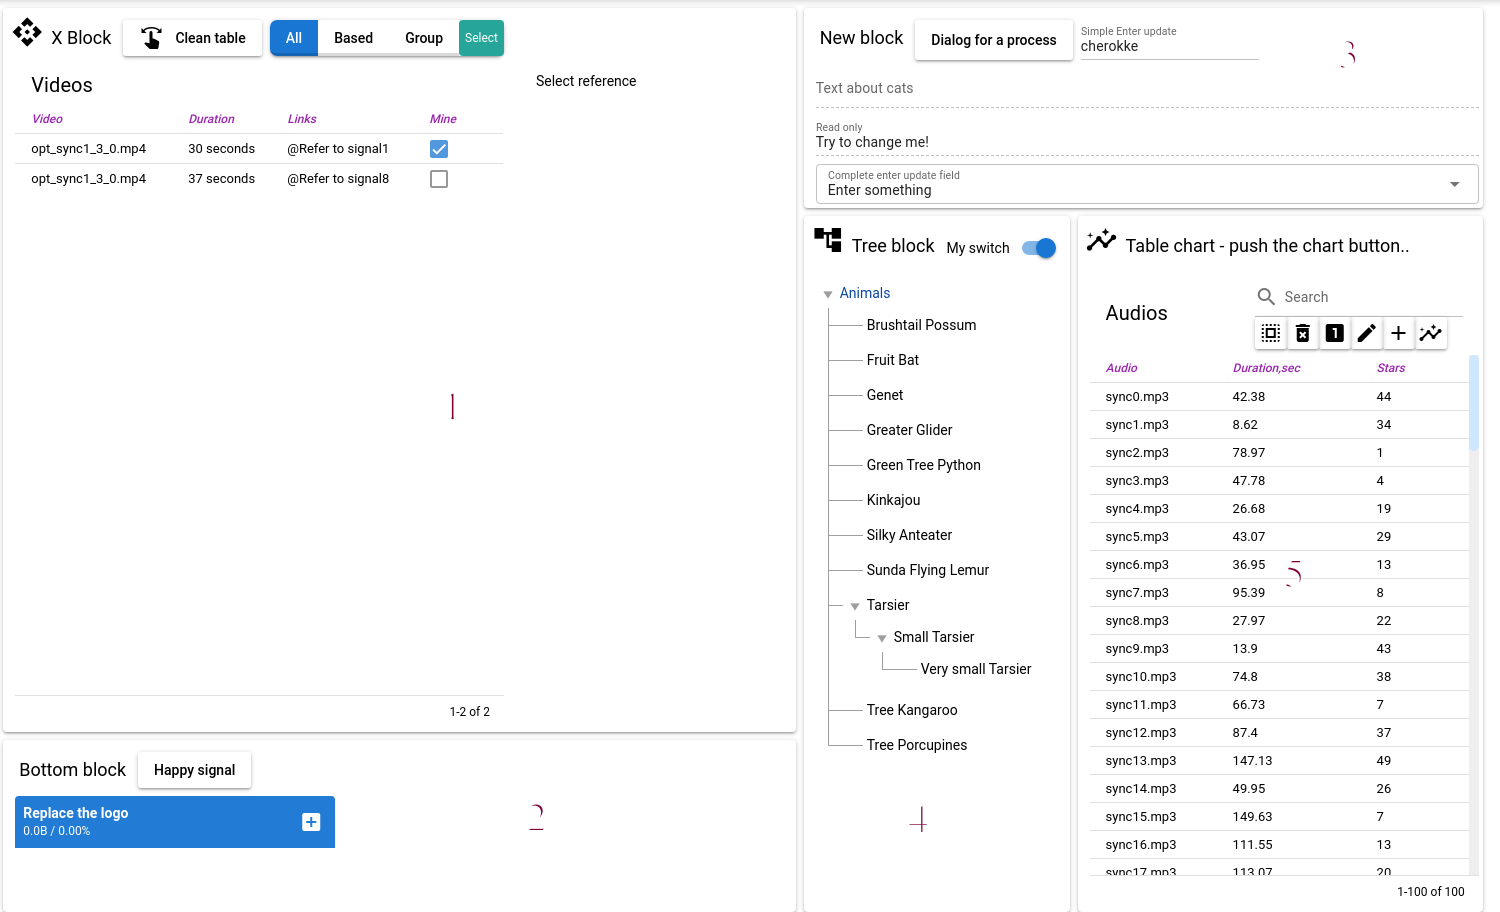 X Block Clean table All Based Group Select
Videos
Select reference
Video Duration Links Mine
opt_sync1_3_0.mp4 30 seconds @Refer to signal1
opt_sync1_3_0.mp4 37 seconds @Refer to signal8
1
1-2 of 2
Bottom block Happy signal
Replace the logo
0.0B / 0.00%
2
New block Dialog for a process
Simple Enter update
cherokke
3
Text about cats
Read only
Try to change me!
Complete enter update field
Enter something
Tree block My switch
Animals
Brushtail Possum
Fruit Bat
Genet
Greater Glider
Green Tree Python
Kinkajou
Silky Anteater
Sunda Flying Lemur
Tarsier
Small Tarsier
Very small Tarsier
Tree Kangaroo
Tree Porcupines
4
Table chart - push the chart button..
Search
Audios
1
Audio Duration,sec Stars
sync0.mp3 42.38 44
sync1.mp3 8.62 34
sync2.mp3 78.97 1
sync3.mp3 47.78 4
sync4.mp3 26.68 19
sync5.mp3 43.07 29
sync6.mp3 36.95 13
5
sync7.mp3 95.39 8
sync8.mp3 27.97 22
sync9.mp3 13.9 43
sync10.mp3 74.8 38
sync11.mp3 66.73 7
sync12.mp3 87.4 37
sync13.mp3 147.13 49
sync14.mp3 49.95 26
sync15.mp3 149.63 7
sync16.mp3 111.55 13
sync17.mp3 113.07 20
1-100 of 100